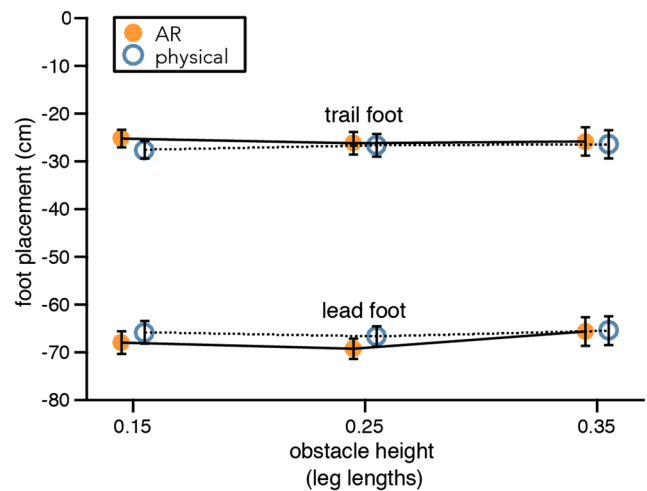 0
AR
physical
-10
-20
trail foot
-30
-40
foot placement (cm)
-50
-60
lead foot
-70
-80
0.15
0.25
0.35
obstacle height
(leg lengths)